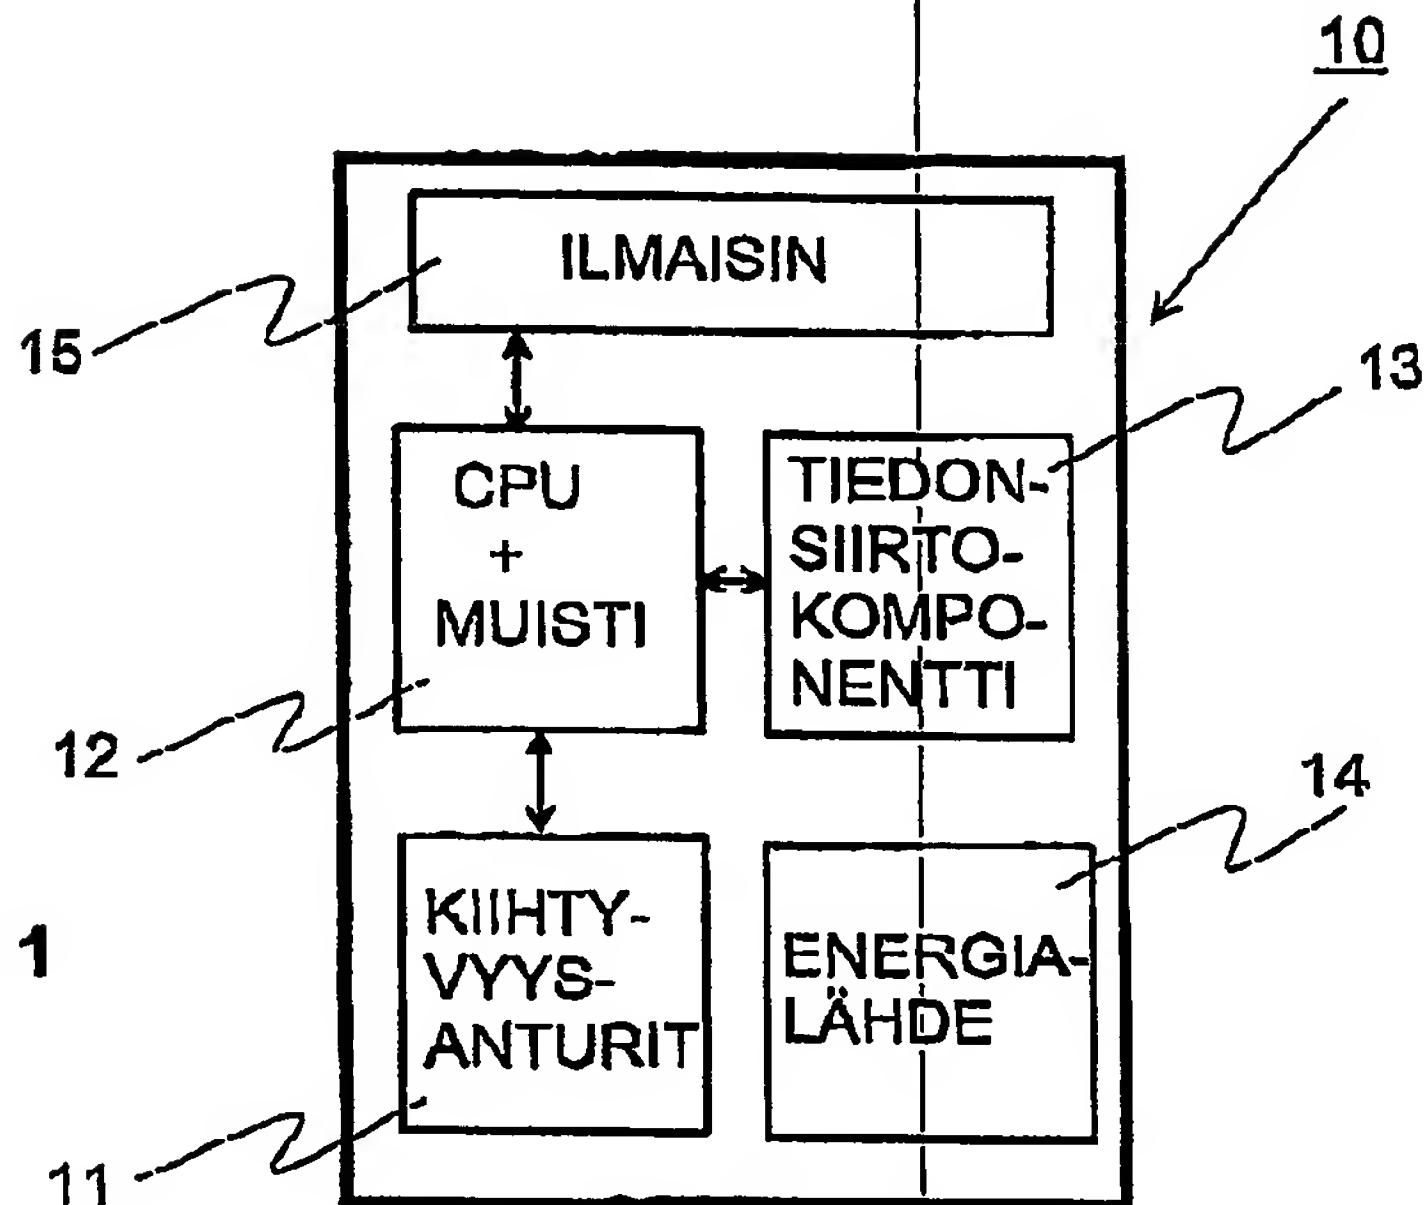 10
ILMAISIN
15
13
CPU
+
MUISTI
TIEDON-
SIIRTO-
KOMPO-
NENTTI
12
14
KIIHTY-
VYYS-
ANTURIT
ENERGIA-
LÄHDE
1
11